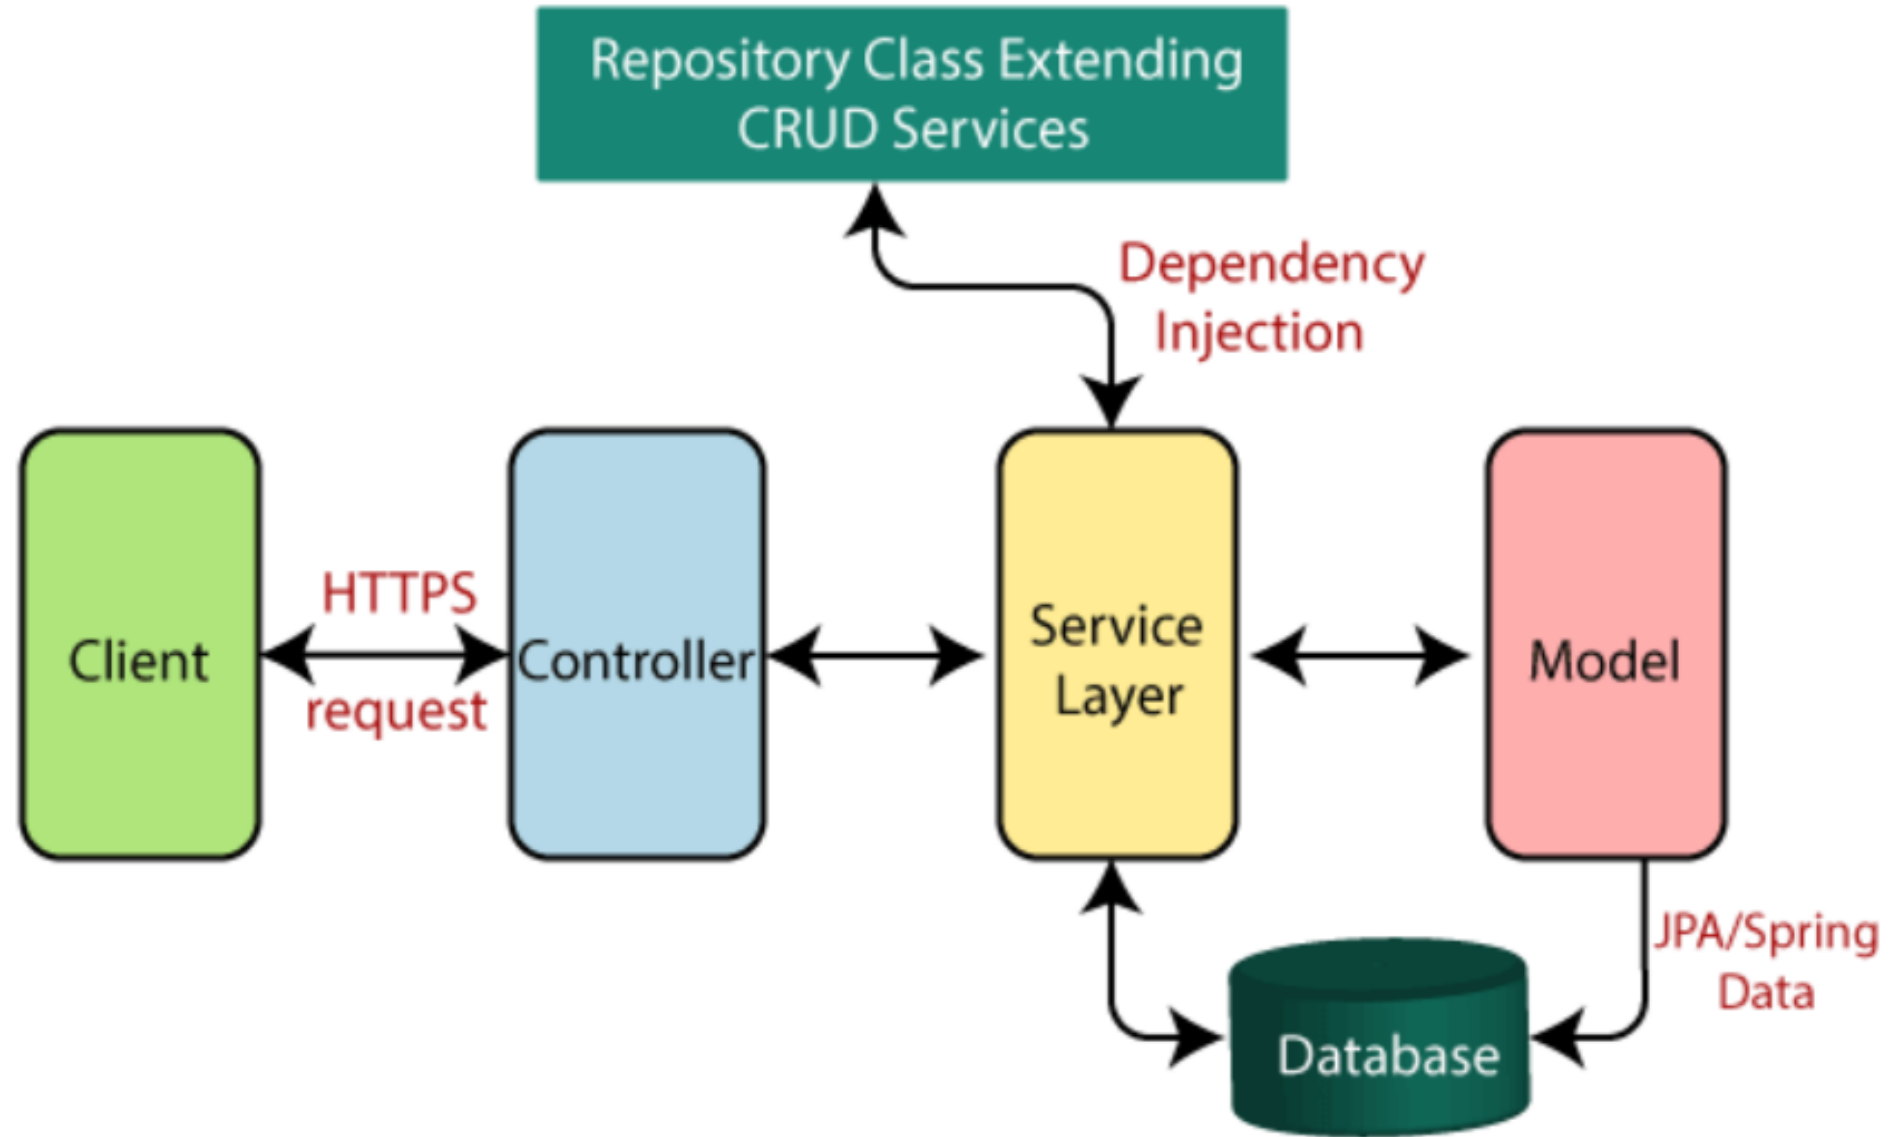 Repository Class Extending
CRUD Services
Dependency
Injection
HTTPS
request
Client
Controller
Service
Layer
Model
JPA/Spring
Data
Database